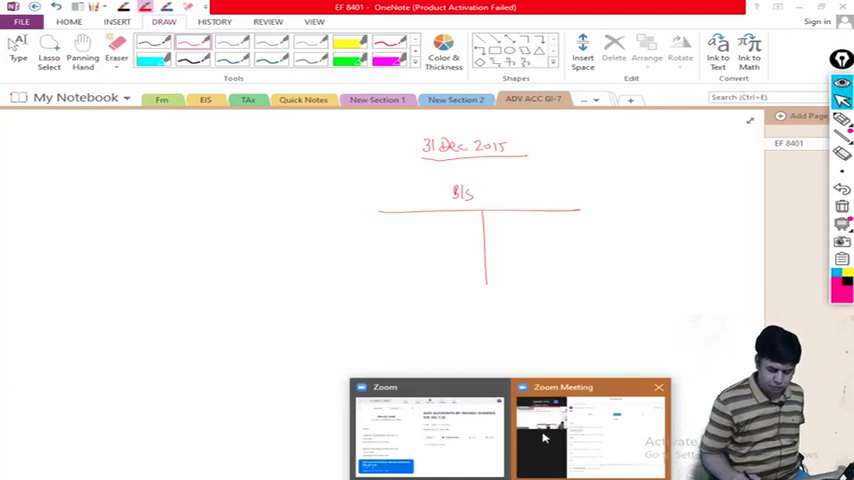 EF 8401 - OneNote (Product Activation Failed)
FILE HOME INSERT DRAW HISTORY REVIEW VIEW Sign in
Type Lasso Select Panning Hand Eraser Color & Thickness Insert Space Delete Arrange Rotate Ink to Text Ink to Math
Tools Shapes Edit Convert
My Notebook Fm EIS TAx Quick Notes New Section 1 New Section 2 ADV ACC GI-7 ... Search (Ctrl+E)
Add Page
EF 8401
31 Dec 2015
B/S
Zoom Zoom Meeting
Activate
Go to Setti